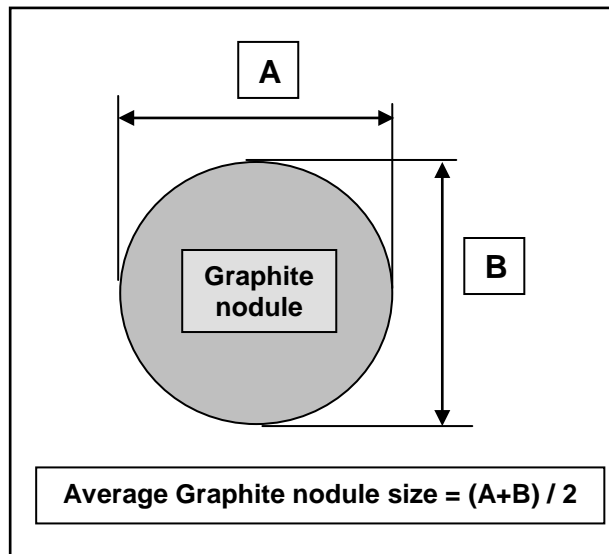 A
B
Graphite
nodule
Average Graphite nodule size = (A+B) / 2